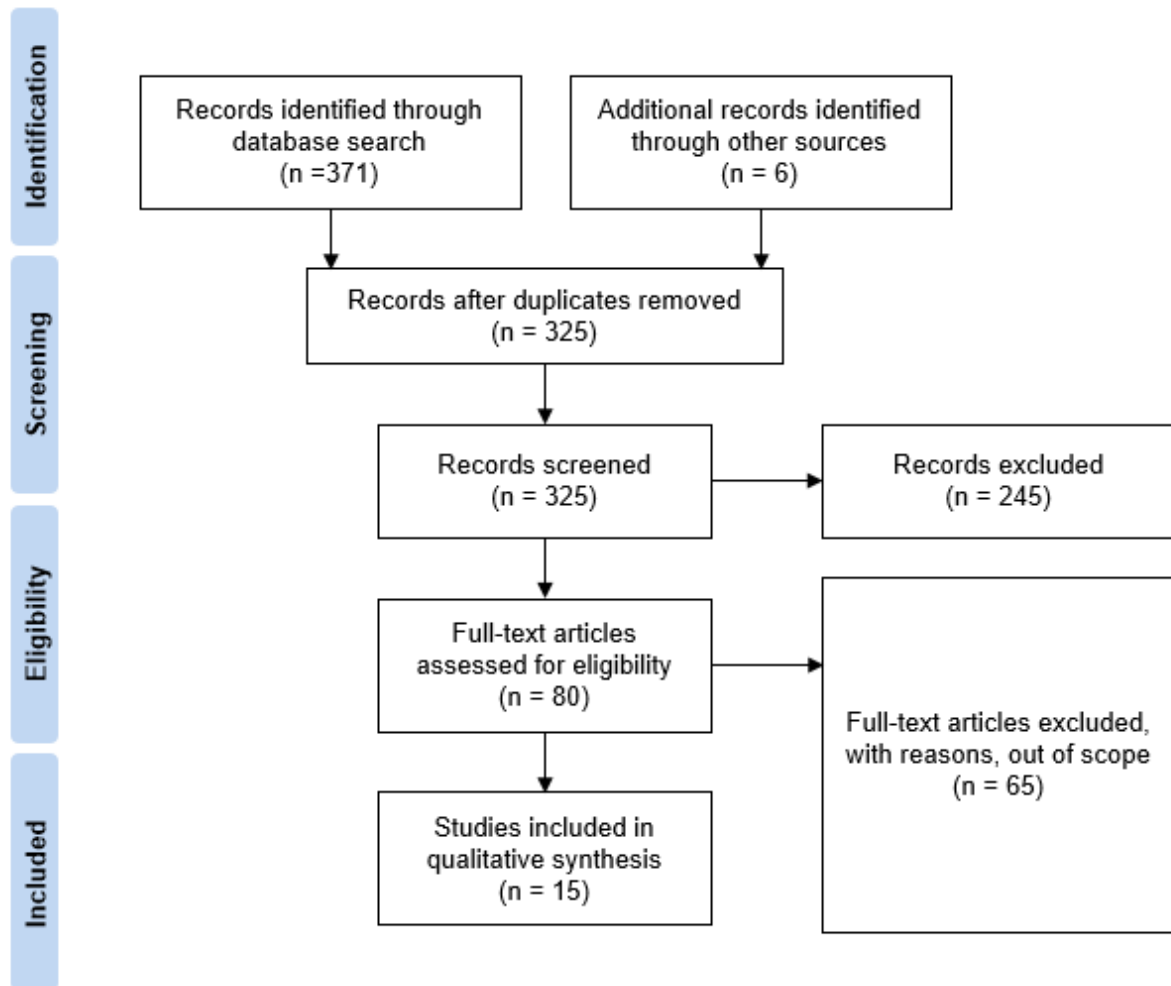 Identification
Records identified through
database search
(n =371)
Additional records identified
through other sources
(n = 6)
Screening
Records after duplicates removed
(n = 325)
Records screened
(n = 325)
Records excluded
(n = 245)
Eligibility
Full-text articles
assessed for eligibility
(n = 80)
Full-text articles excluded,
with reasons, out of scope
(n = 65)
Included
Studies included in
qualitative synthesis
(n = 15)